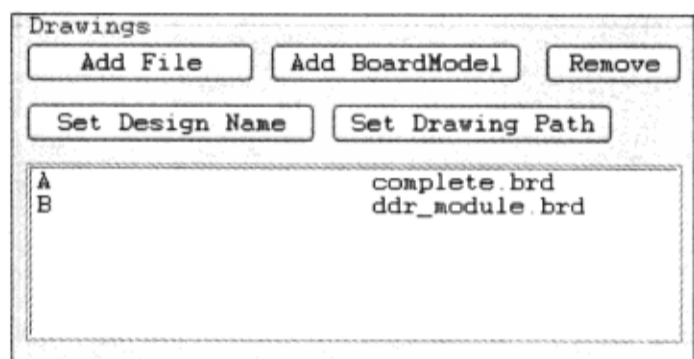 Drawings
Add File Add BoardModel Remove
Set Design Name Set Drawing Path
A complete.brd
B ddr_module.brd